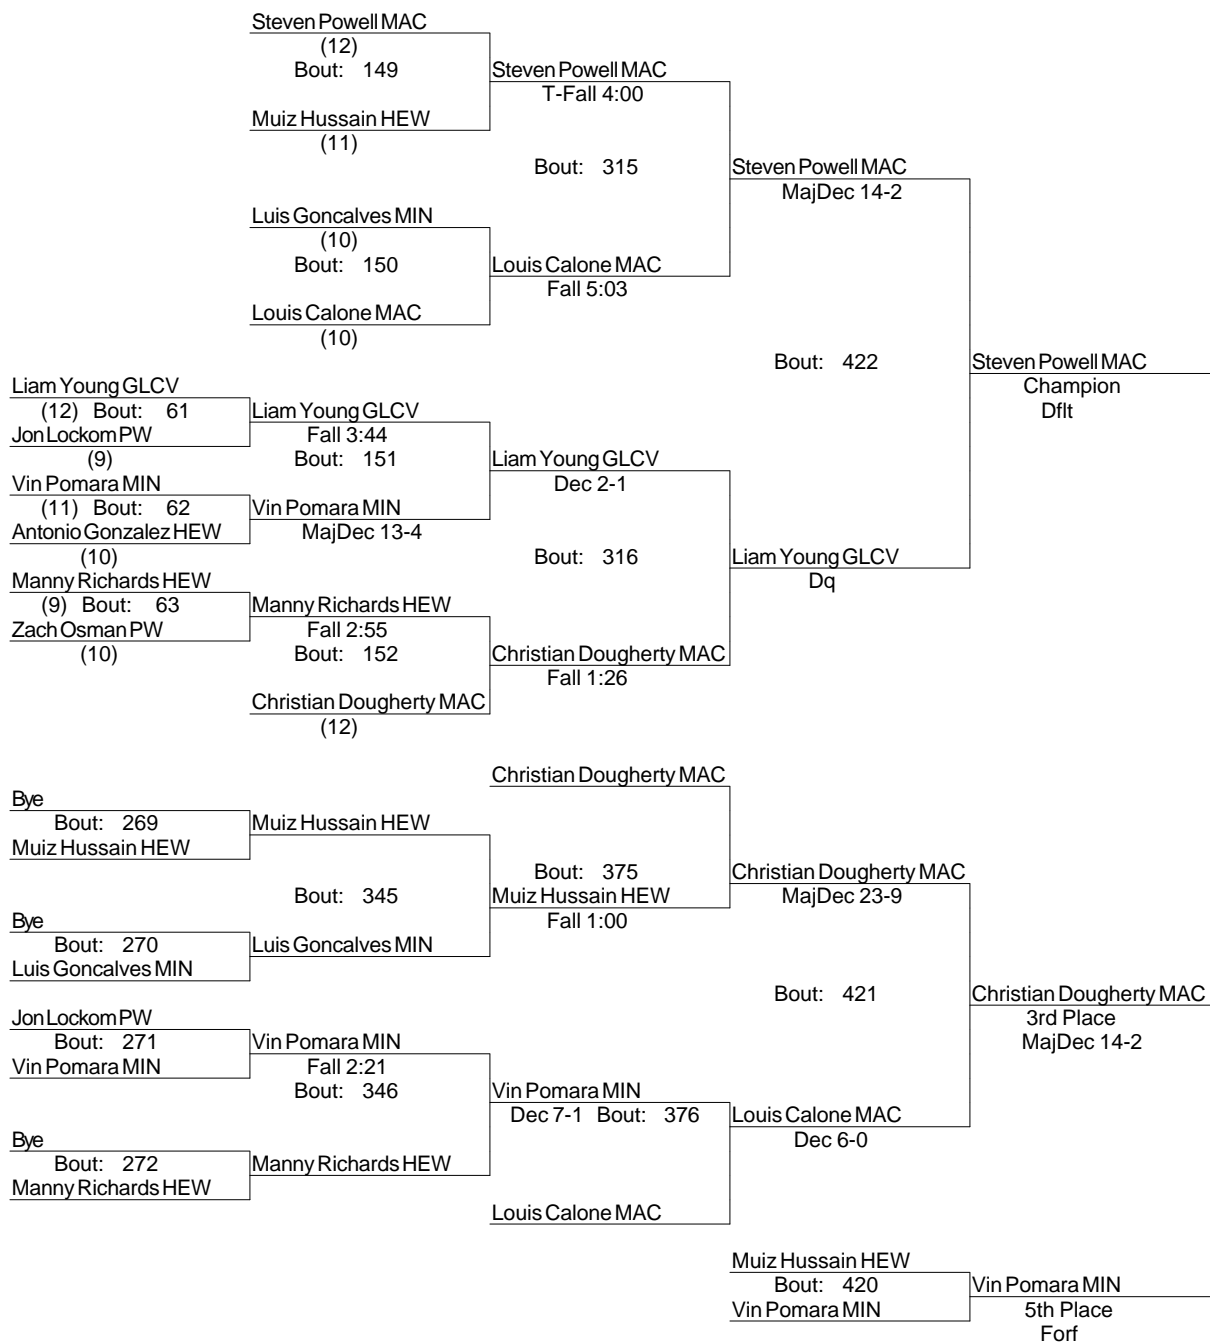 Steven Powell MAC
(12)
Bout: 149
Steven Powell MAC
T-Fall 4:00
Muiz Hussain HEW
(11)
Bout: 315
Steven Powell MAC
MajDec 14-2
Luis Goncalves MIN
(10)
Bout: 150
Louis Calone MAC
Fall 5:03
Louis Calone MAC
(10)
Bout: 422
Steven Powell MAC
Champion
Dflt
Liam Young GLCV
(12) Bout: 61
Liam Young GLCV
Jon Lockom PW
Fall 3:44
(9)
Bout: 151
Liam Young GLCV
Dec 2-1
Vin Pomara MIN
(11) Bout: 62
Vin Pomara MIN
Antonio Gonzalez HEW
MajDec 13-4
(10)
Bout: 316
Liam Young GLCV
Dq
Manny Richards HEW
(9) Bout: 63
Manny Richards HEW
Zach Osman PW
Fall 2:55
(10)
Bout: 152
Christian Dougherty MAC
Fall 1:26
Christian Dougherty MAC
(12)
Christian Dougherty MAC
Bye
Bout: 269
Muiz Hussain HEW
Muiz Hussain HEW
Bout: 375
Christian Dougherty MAC
Bout: 345
Muiz Hussain HEW
MajDec 23-9
Fall 1:00
Bye
Bout: 270
Luis Goncalves MIN
Luis Goncalves MIN
Bout: 421
Christian Dougherty MAC
3rd Place
MajDec 14-2
Jon Lockom PW
Bout: 271
Vin Pomara MIN
Vin Pomara MIN
Fall 2:21
Bout: 346
Vin Pomara MIN
Dec 7-1 Bout: 376
Louis Calone MAC
Dec 6-0
Bye
Bout: 272
Manny Richards HEW
Manny Richards HEW
Louis Calone MAC
Muiz Hussain HEW
Bout: 420
Vin Pomara MIN
Vin Pomara MIN
5th Place
Forf